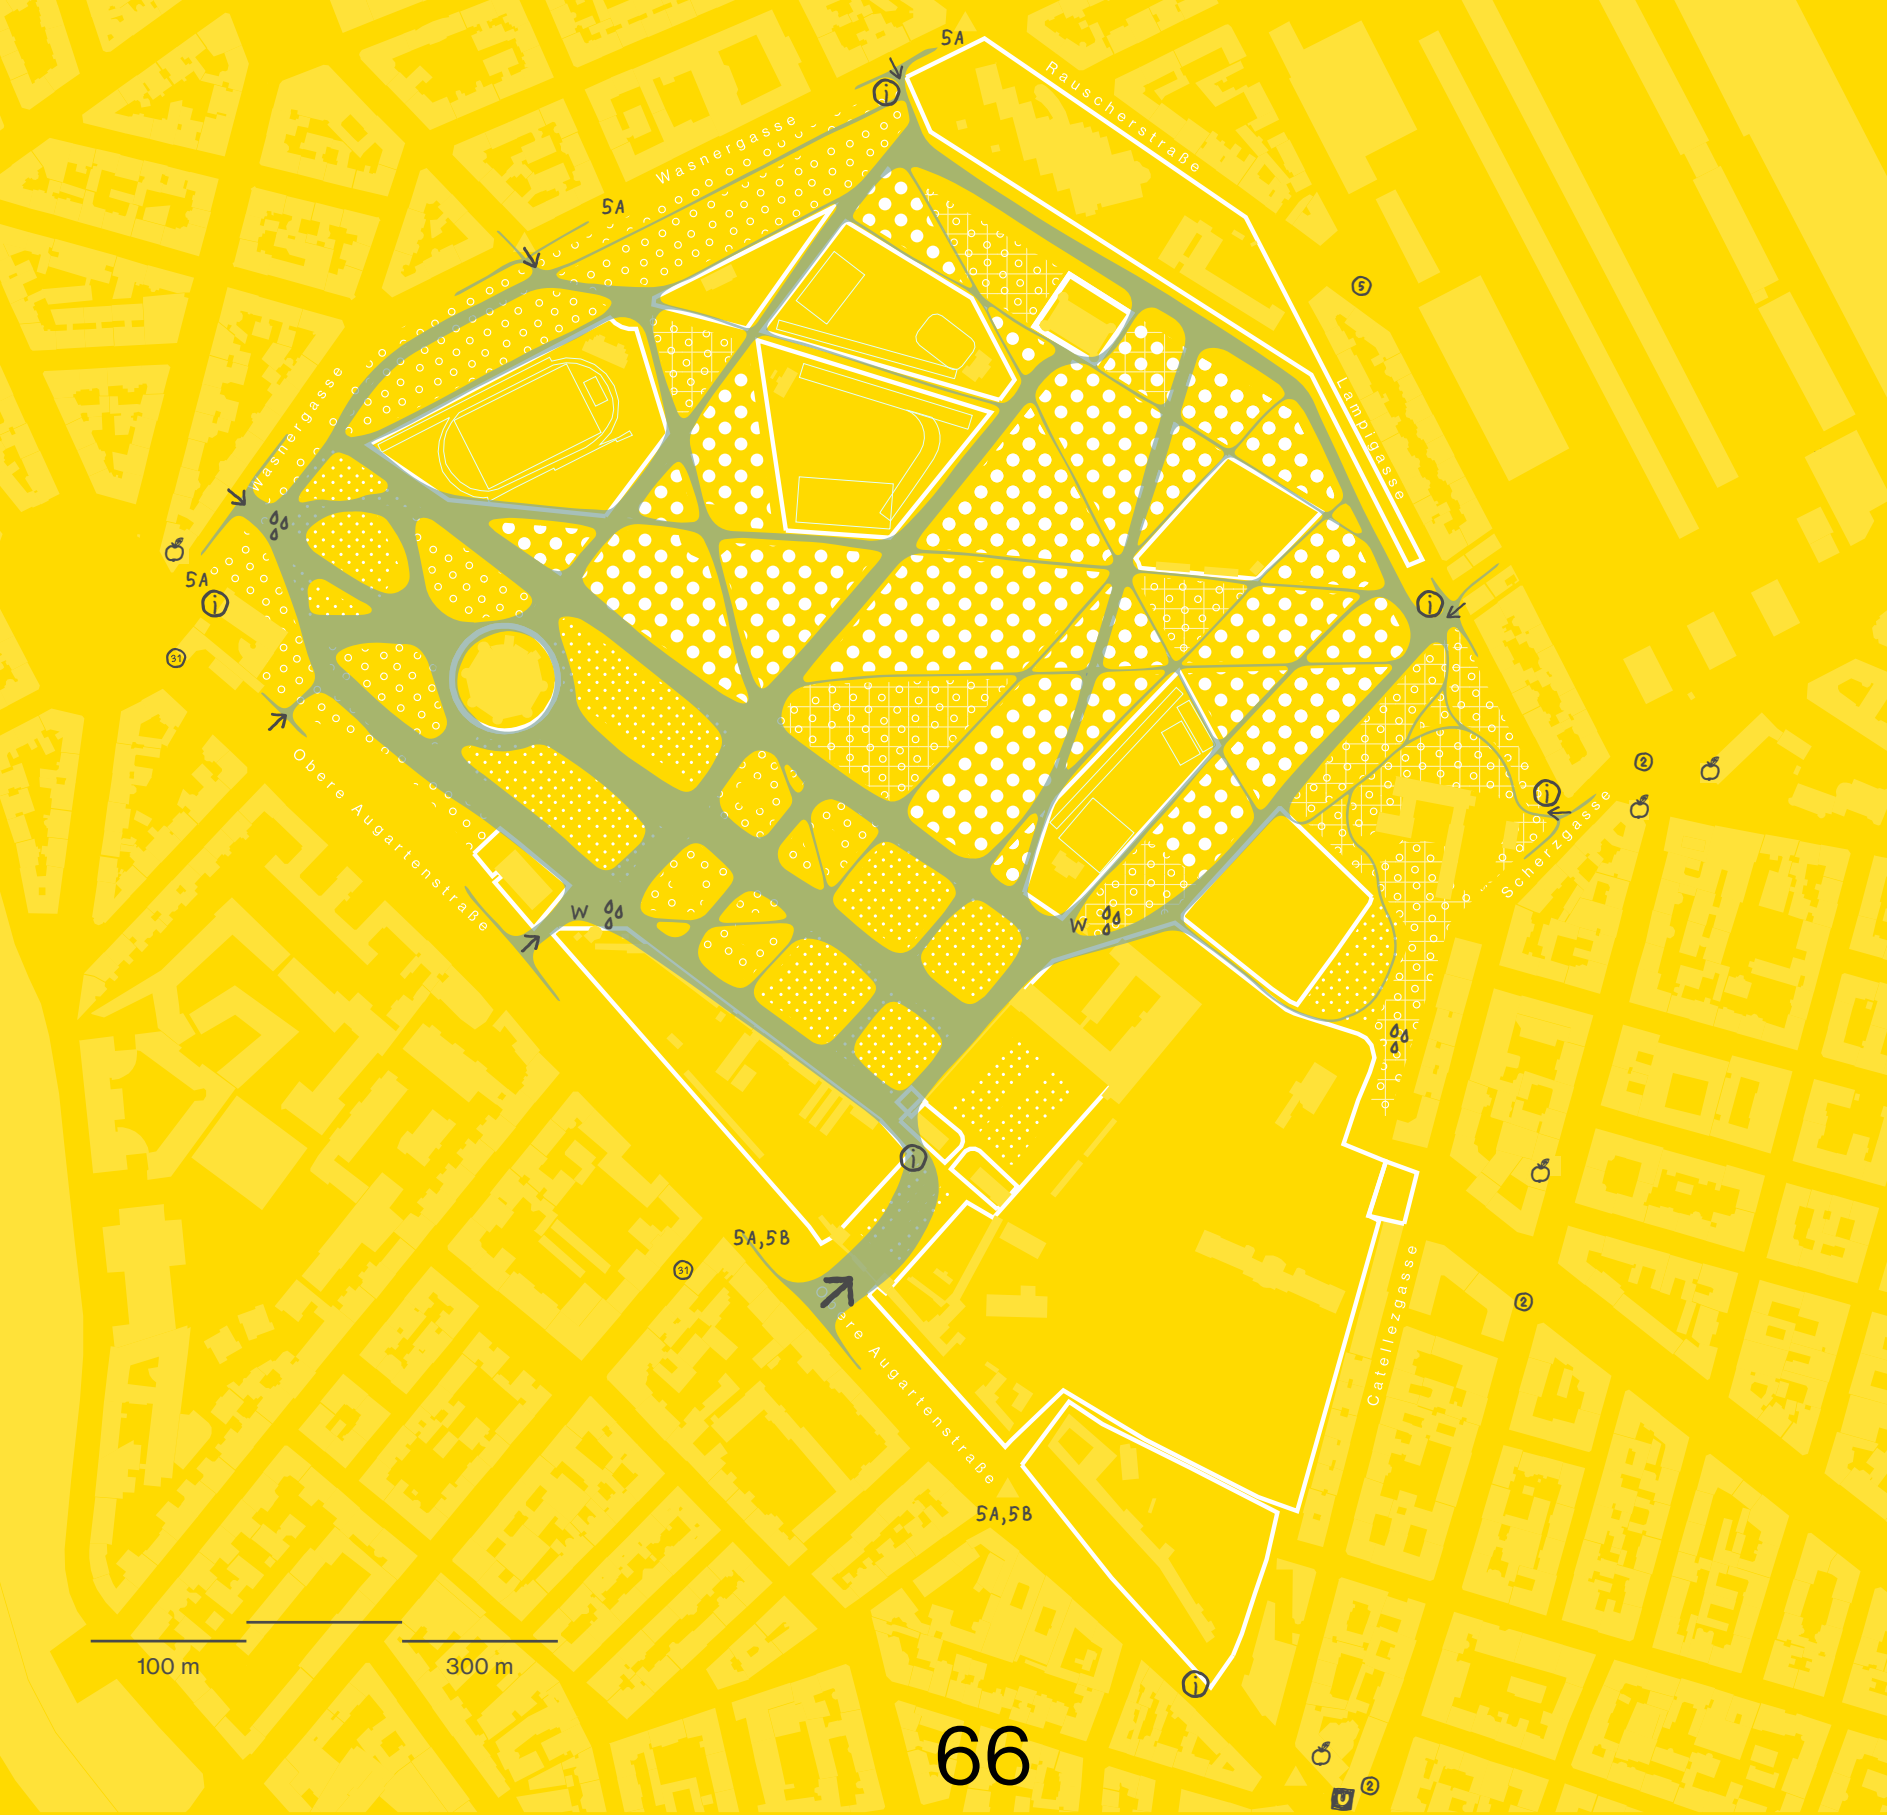 5A
Rauscherstraße
Wasnergasse
5A
5
Lampigasse
Wasnergasse
5A
31
Obere Augartenstraße
2
Scherzgasse
W
W
5A,5B
31
Obere Augartenstraße
Castellezgasse
2
5A,5B
100 m
300 m
66
2
U
i
i
i
i
i
i